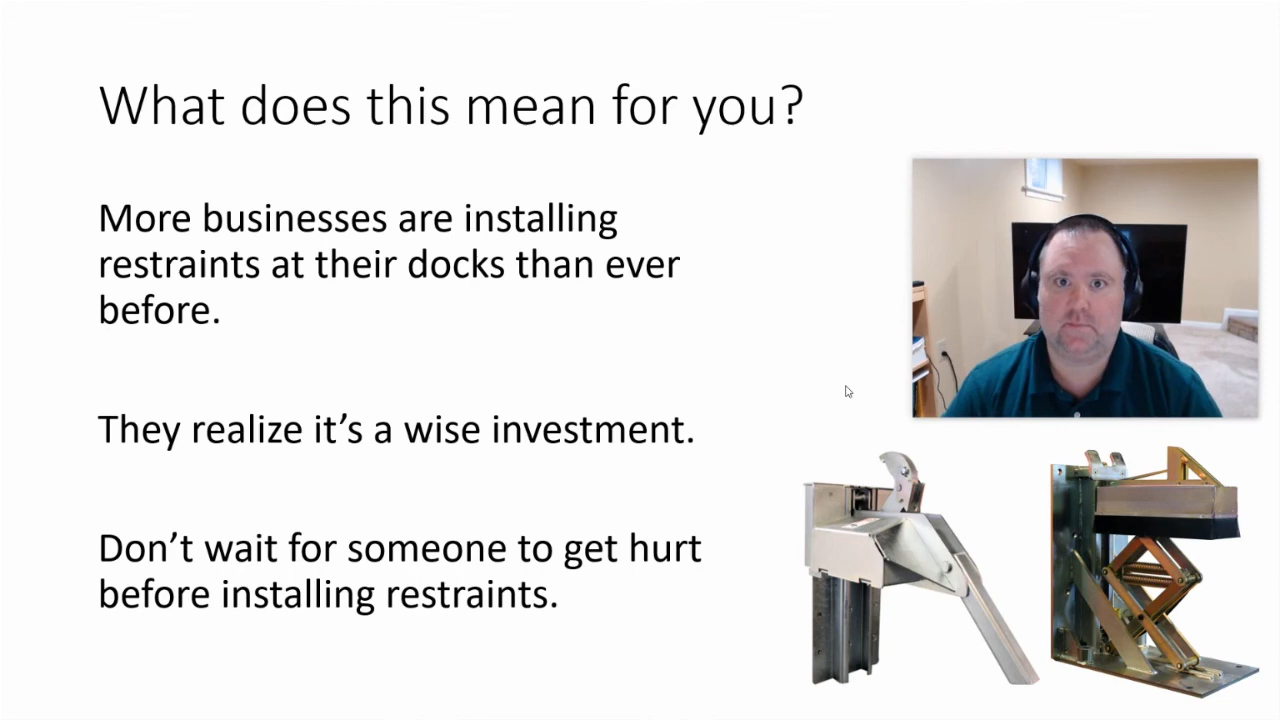 What does this mean for you?
More businesses are installing
restraints at their docks than ever
before.
They realize it’s a wise investment.
Don’t wait for someone to get hurt
before installing restraints.